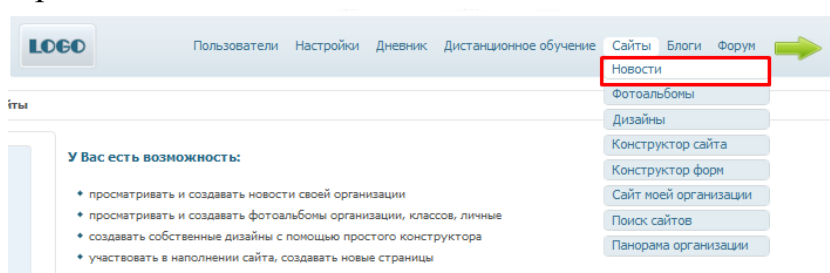 LOGO Пользователи Настройки Дневник Дистанционное обучение Сайты Блоги Форум
Новости
Фотоальбомы
йты
Дизайны
Конструктор сайта
У Вас есть возможность:
Конструктор форм
• просматривать и создавать новости своей организации
Сайт моей организации
• просматривать и создавать фотоальбомы организации, классов, личные
Поиск сайтов
• создавать собственные дизайны с помощью простого конструктора
Панорама организации
• участвовать в наполнении сайта, создавать новые страницы